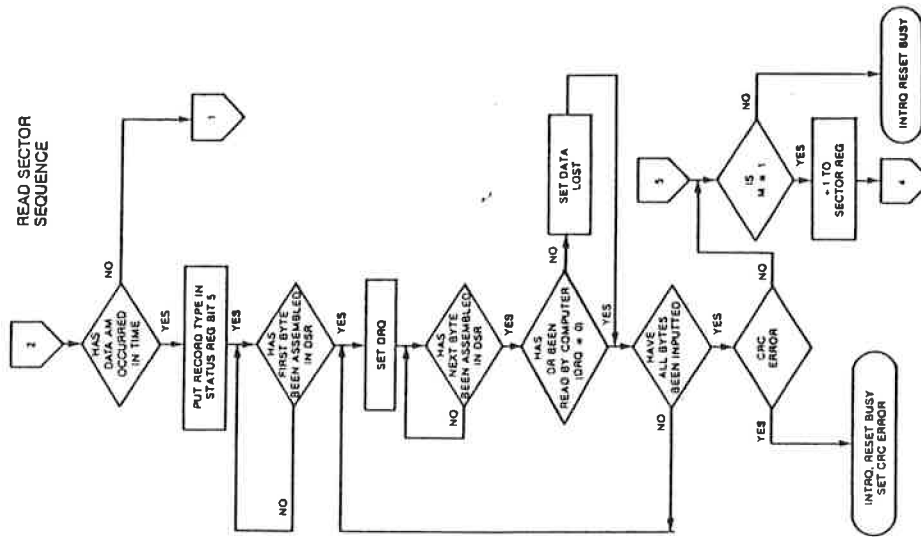 READ SECTOR
SEQUENCE
2
HAS
DATA AM
OCCURRED
IN TIME
NO
3
YES
PUT RECORD TYPE IN
STATUS REG BIT 5
YES
HAS
FIRST BYTE
BEEN ASSEMBLED
IN DSR
NO
YES
SET DRQ
HAS
NEXT BYTE
BEEN ASSEMBLED
IN DSR
NO
YES
HAS
DR BEEN
READ BY COMPUTER
(DRQ = 0)
NO
SET DATA
LOST
YES
HAVE
ALL BYTES
BEEN INPUTTED
NO
YES
CRC
ERROR
NO
YES
INTRQ, RESET BUSY
SET CRC ERROR
5
IS
M = 1
NO
INTRQ RESET BUSY
YES
+ 1 TO
SECTOR REG
4